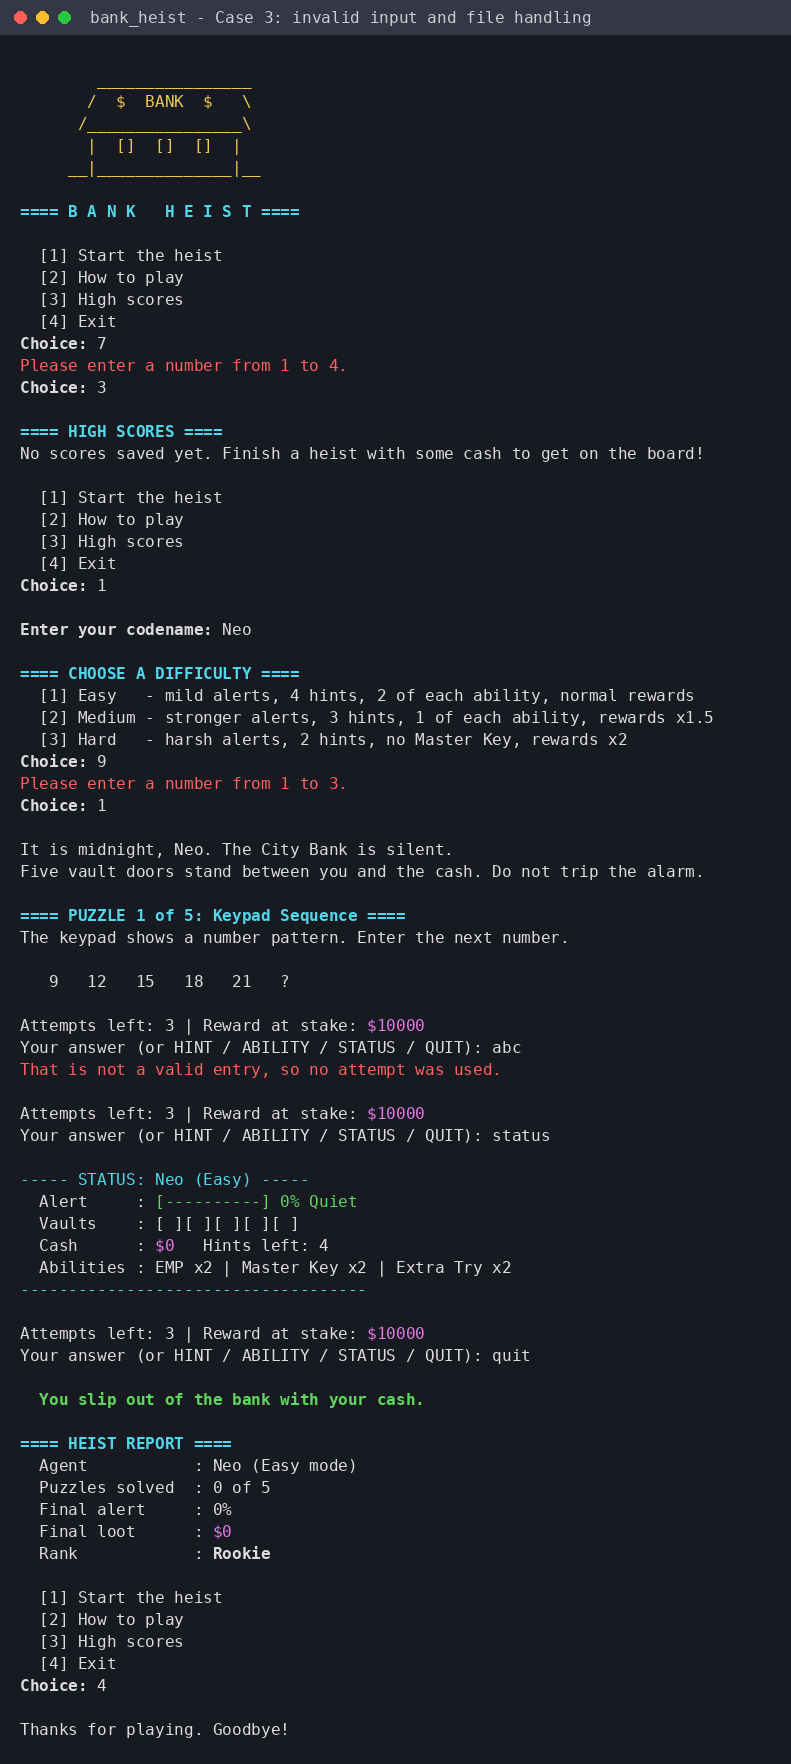 bank_heist - Case 3: invalid input and file handling
        ________________
       /  $  BANK  $   \
      /________________\
       |  []  []  []  |
     __|______________|__
==== B A N K   H E I S T ====
  [1] Start the heist
  [2] How to play
  [3] High scores
  [4] Exit
Choice: 7
Please enter a number from 1 to 4.
Choice: 3
==== HIGH SCORES ====
No scores saved yet. Finish a heist with some cash to get on the board!
  [1] Start the heist
  [2] How to play
  [3] High scores
  [4] Exit
Choice: 1
Enter your codename: Neo
==== CHOOSE A DIFFICULTY ====
  [1] Easy   - mild alerts, 4 hints, 2 of each ability, normal rewards
  [2] Medium - stronger alerts, 3 hints, 1 of each ability, rewards x1.5
  [3] Hard   - harsh alerts, 2 hints, no Master Key, rewards x2
Choice: 9
Please enter a number from 1 to 3.
Choice: 1
It is midnight, Neo. The City Bank is silent.
Five vault doors stand between you and the cash. Do not trip the alarm.
==== PUZZLE 1 of 5: Keypad Sequence ====
The keypad shows a number pattern. Enter the next number.
   9   12   15   18   21   ?
Attempts left: 3 | Reward at stake: $10000
Your answer (or HINT / ABILITY / STATUS / QUIT): abc
That is not a valid entry, so no attempt was used.
Attempts left: 3 | Reward at stake: $10000
Your answer (or HINT / ABILITY / STATUS / QUIT): status
----- STATUS: Neo (Easy) -----
  Alert     : [----------] 0% Quiet
  Vaults    : [ ][ ][ ][ ][ ]
  Cash      : $0   Hints left: 4
  Abilities : EMP x2 | Master Key x2 | Extra Try x2
------------------------------------
Attempts left: 3 | Reward at stake: $10000
Your answer (or HINT / ABILITY / STATUS / QUIT): quit
  You slip out of the bank with your cash.
==== HEIST REPORT ====
  Agent           : Neo (Easy mode)
  Puzzles solved  : 0 of 5
  Final alert     : 0%
  Final loot      : $0
  Rank            : Rookie
  [1] Start the heist
  [2] How to play
  [3] High scores
  [4] Exit
Choice: 4
Thanks for playing. Goodbye!